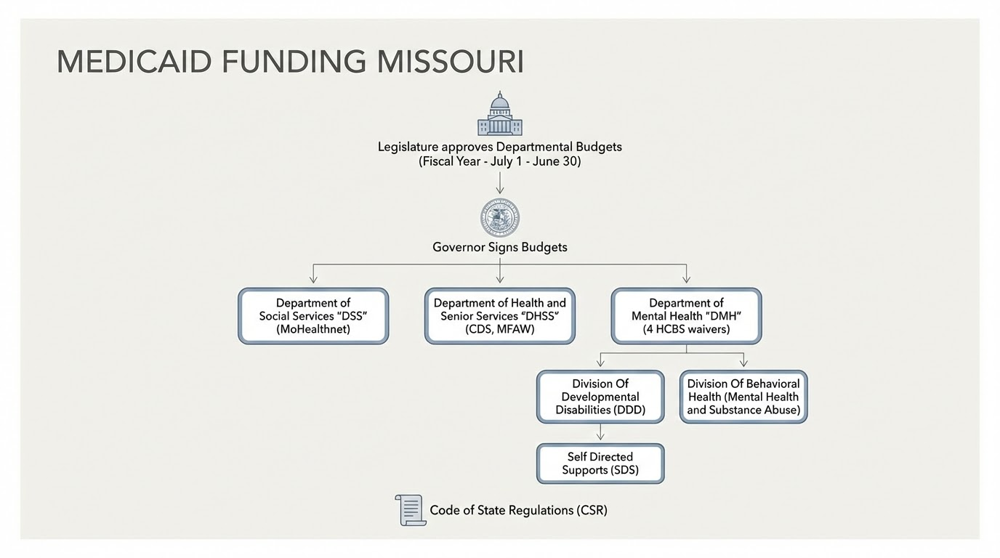 MEDICAID FUNDING MISSOURI
Legislature approves Departmental Budgets
(Fiscal Year - July 1 - June 30)
Governor Signs Budgets
Department of
Social Services "DSS"
(MoHealthnet)
Department of Health and
Senior Services "DHSS"
(CDS, MFAW)
Department of
Mental Health "DMH"
(4 HCBS waivers)
Division Of
Developmental
Disabilities (DDD)
Division Of Behavioral
Health (Mental Health
and Substance Abuse)
Self Directed
Supports (SDS)
Code of State Regulations (CSR)